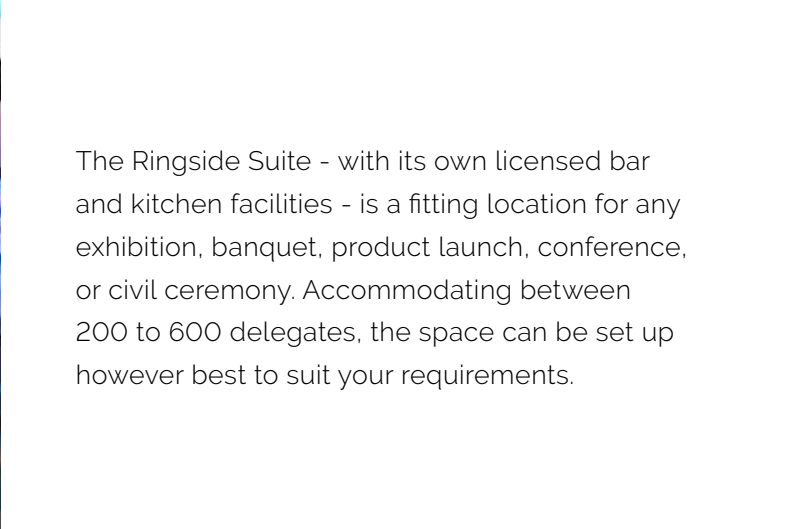 The Ringside Suite - with its own licensed bar
and kitchen facilities - is a fitting location for any
exhibition, banquet, product launch, conference,
or civil ceremony. Accommodating between
200 to 600 delegates, the space can be set up
however best to suit your requirements.